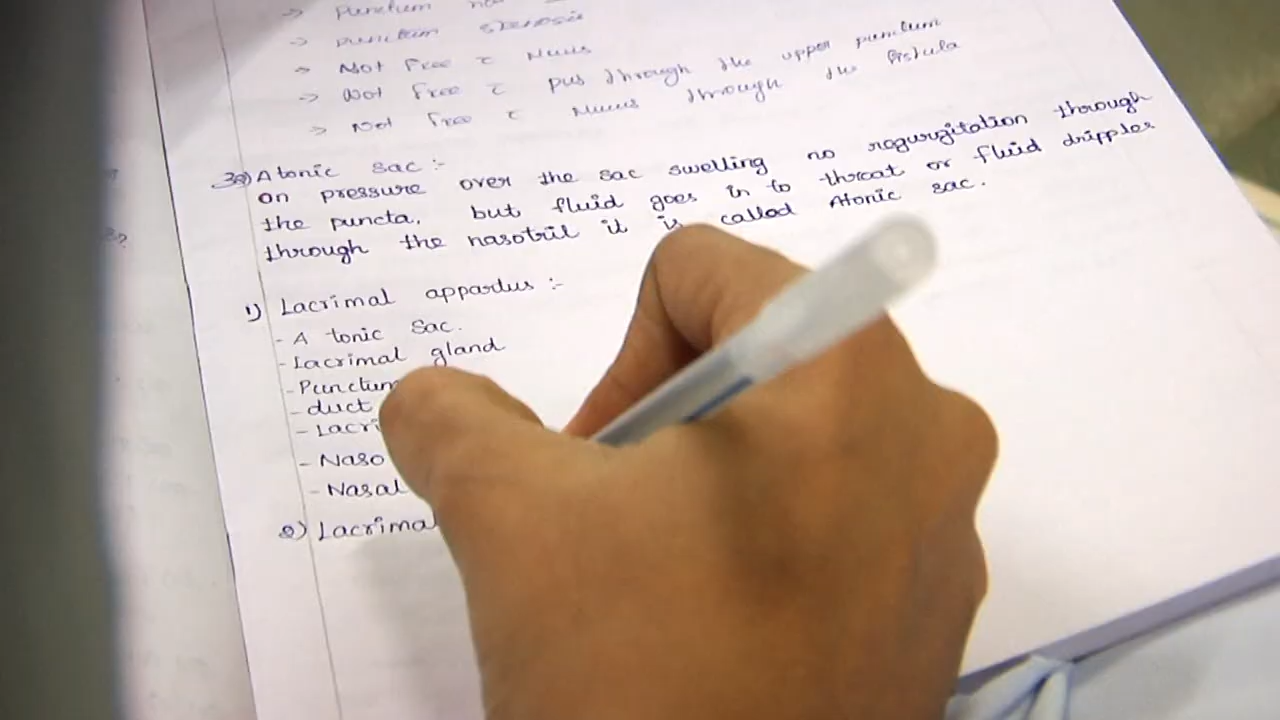 → Punctum
→ Punctum stenosis
→ Not Free c Mucus
→ Not Free c pus through the upper punctum
→ Not Free c Mucus through the fistula
39) Atonic sac :-
on pressure over the sac swelling no regurgitation through
the puncta, but fluid goes in to throat or fluid dripples
through the nasotril it is called Atonic sac.
1) Lacrimal appardus :-
- A tonic Sac.
- Lacrimal gland
- Punctum
- duct
- Lacri
- Naso
- Nasal
2) Lacrimal